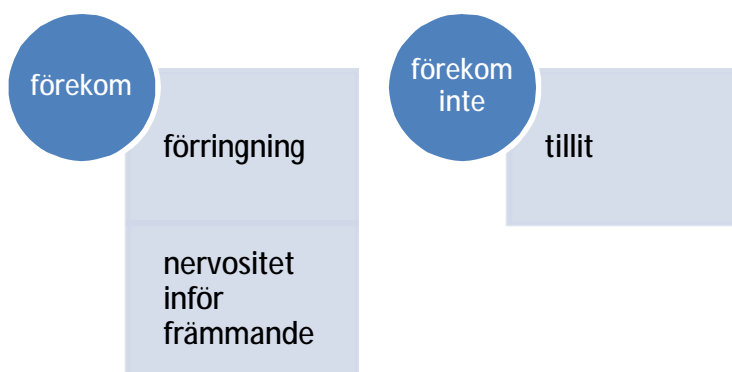 förekom
förringning
nervositet
inför
främmande
förekom
inte
tillit